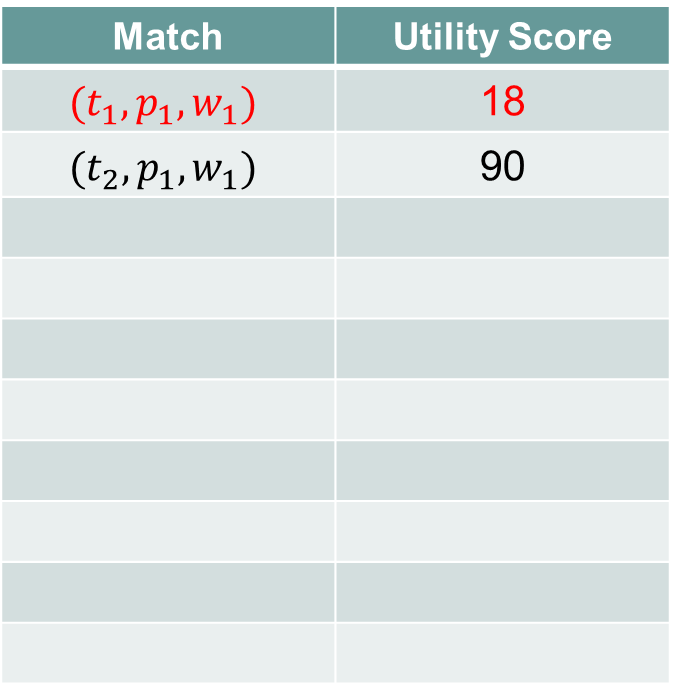 Match Utility Score
(t₁, p₁, w₁) 18
(t₂, p₁, w₁) 90